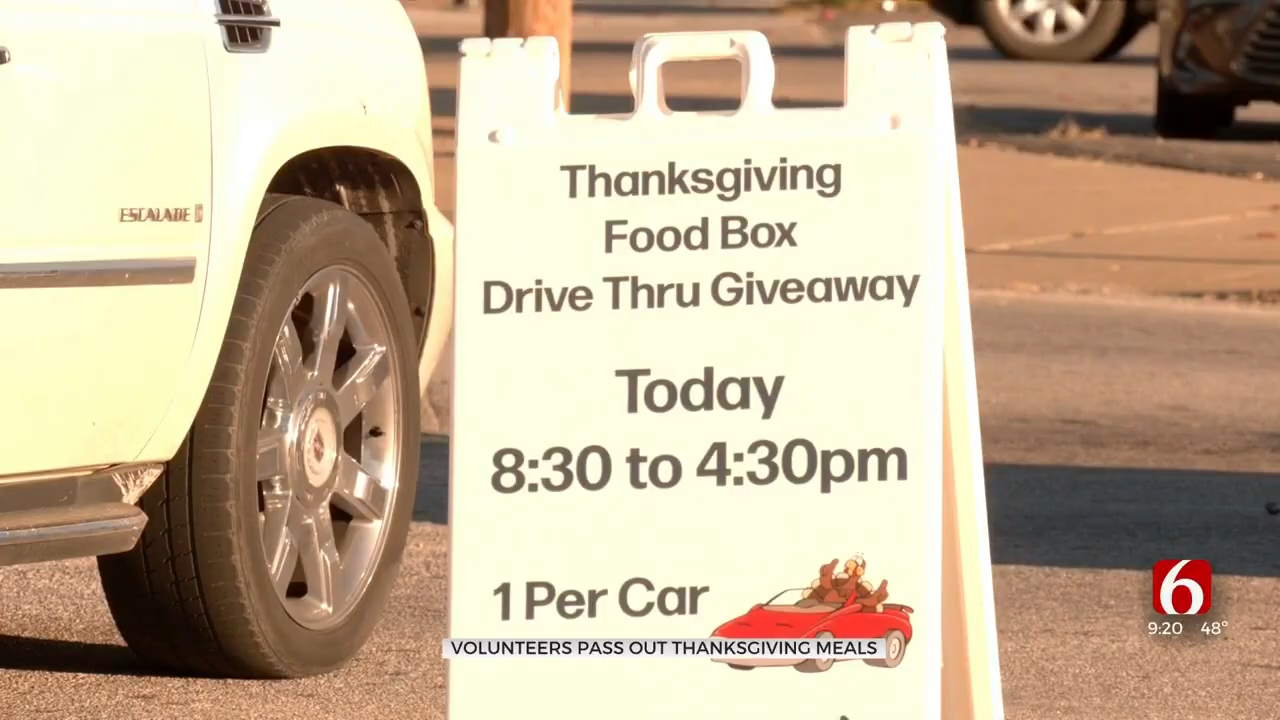 ESCALADE
Thanksgiving
Food Box
Drive Thru Giveaway
Today
8:30 to 4:30pm
1 Per Car
VOLUNTEERS PASS OUT THANKSGIVING MEALS
6
9:20 48°